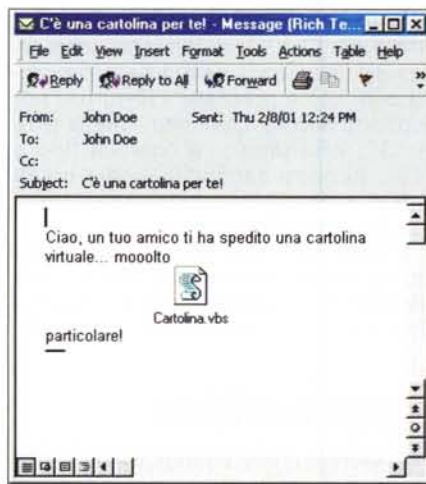 C'è una cartolina per te! - Message (Rich Te...
File Edit View Insert Format Tools Actions Table Help
Reply Reply to All Forward
From: John Doe Sent: Thu 2/8/01 12:24 PM
To: John Doe
Cc:
Subject: C'è una cartolina per te!
Ciao, un tuo amico ti ha spedito una cartolina
virtuale... mooolto
Cartolina.vbs
particolare!